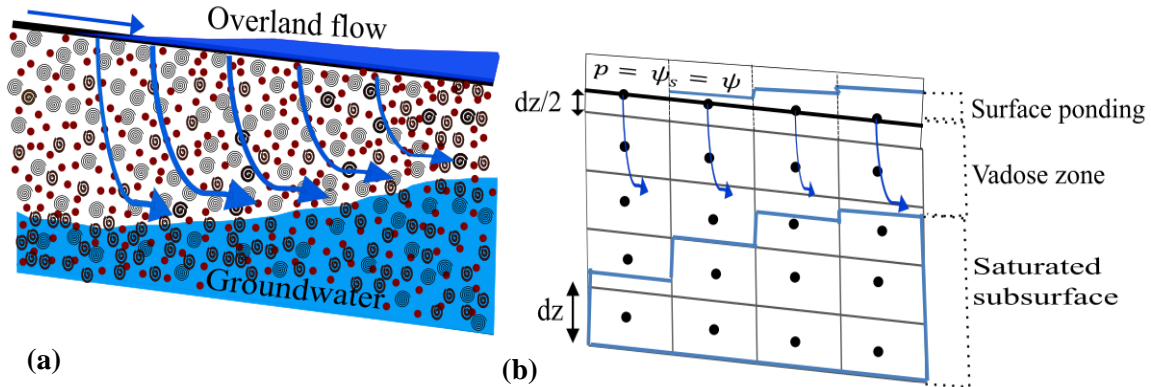 Overland flow
Groundwater
(a)
p = ψₛ = ψ
dz/2
dz
Surface ponding
Vadose zone
Saturated
subsurface
(b)